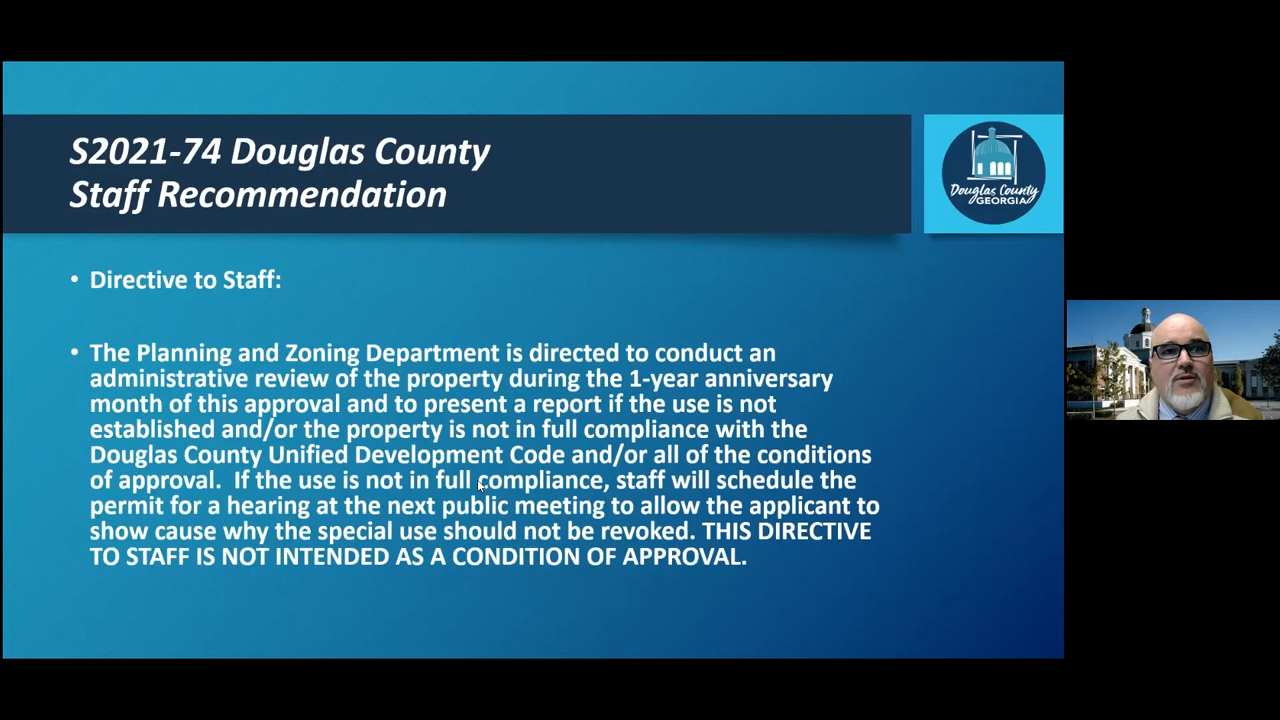 S2021-74 Douglas County
Staff Recommendation
Douglas County
GEORGIA
• Directive to Staff:
• The Planning and Zoning Department is directed to conduct an
administrative review of the property during the 1-year anniversary
month of this approval and to present a report if the use is not
established and/or the property is not in full compliance with the
Douglas County Unified Development Code and/or all of the conditions
of approval.  If the use is not in full compliance, staff will schedule the
permit for a hearing at the next public meeting to allow the applicant to
show cause why the special use should not be revoked. THIS DIRECTIVE
TO STAFF IS NOT INTENDED AS A CONDITION OF APPROVAL.